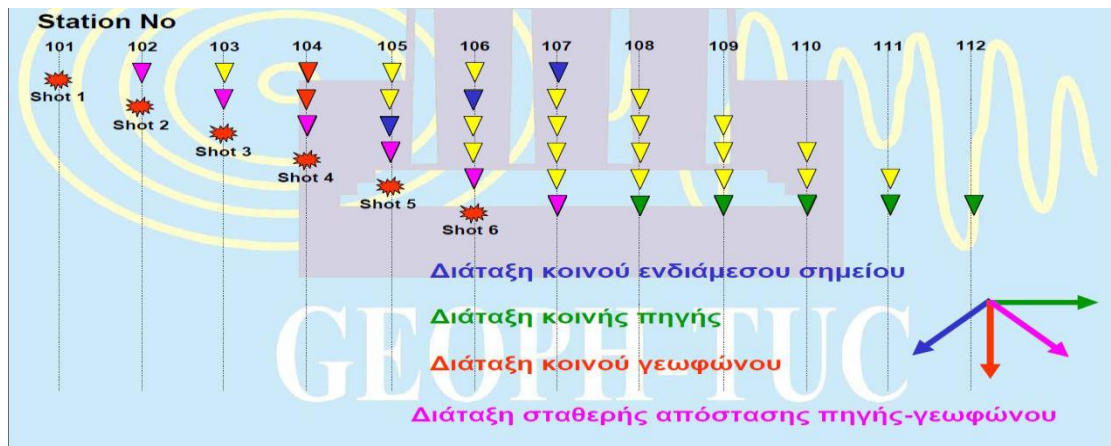 Station No
101 102 103 104 105 106 107 108 109 110 111 112
Shot 1
Shot 2
Shot 3
Shot 4
Shot 5
Shot 6
Διάταξη κοινού ενδιάμεσου σημείου
Διάταξη κοινής πηγής
GEOPH-TUC
Διάταξη κοινού γεωφώνου
Διάταξη σταθερής απόστασης πηγής-γεωφώνου